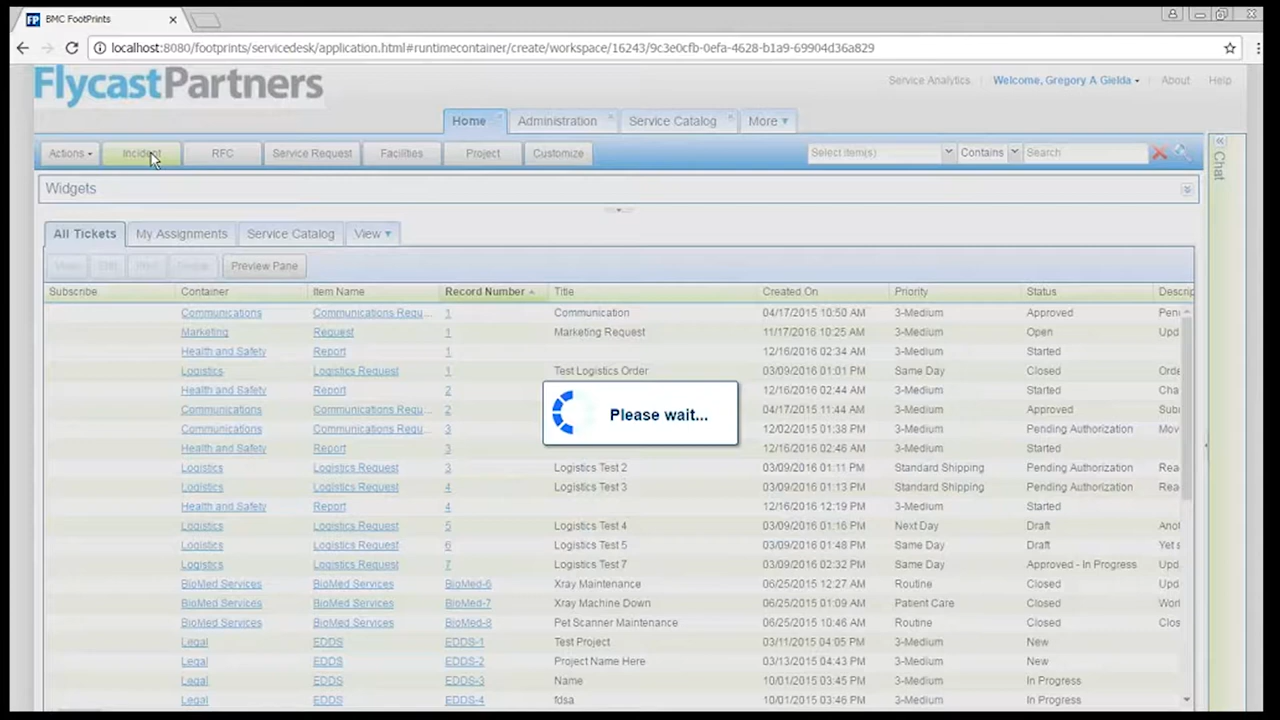 BMC FootPrints
localhost:8080/footprints/servicedesk/application.html#runtimecontainer/create/workspace/16243/9c3e0cfb-0efa-4628-b1a9-69904d36a829
FlycastPartners
Service Analytics Welcome, Gregory A Gielda About Help
Home Administration Service Catalog More
Actions Incident RFC Service Request Facilities Project Customize Select Item(s) Contains Search
Chat
Widgets
All Tickets My Assignments Service Catalog View
Preview Pane
Subscribe Container Item Name Record Number Title Created On Priority Status Descrip
Communications Communications Requ... 1 Communication 04/17/2015 10:50 AM 3-Medium Approved Pen
Marketing Request 1 Marketing Request 11/17/2016 10:25 AM 3-Medium Open Upd
Health and Safety Report 1 12/16/2016 02:34 AM 3-Medium Started
Logistics Logistics Request 1 Test Logistics Order 03/09/2016 01:01 PM Same Day Closed Orde
Health and Safety Report 2 12/16/2016 02:44 AM 3-Medium Started Cha
Communications Communications Requ... 2 04/17/2015 11:44 AM 3-Medium Approved Sub
Please wait...
Communications Communications Requ... 3 12/02/2015 01:38 PM 3-Medium Pending Authorization Mov
Health and Safety Report 3 12/16/2016 02:46 AM 3-Medium Started
Logistics Logistics Request 3 Logistics Test 2 03/09/2016 01:11 PM Standard Shipping Pending Authorization Rea
Logistics Logistics Request 4 Logistics Test 3 03/09/2016 01:13 PM Standard Shipping Pending Authorization Rea
Health and Safety Report 4 12/16/2016 12:19 PM 3-Medium Started
Logistics Logistics Request 5 Logistics Test 4 03/09/2016 01:16 PM Next Day Draft Anot
Logistics Logistics Request 6 Logistics Test 5 03/09/2016 01:48 PM Same Day Draft Yet s
Logistics Logistics Request 7 Logistics Test 7 03/09/2016 02:32 PM Same Day Approved - In Progress Upd
BioMed Services BioMed Services BioMed-6 Xray Maintenance 06/25/2015 12:27 AM Routine Closed Upd
BioMed Services BioMed Services BioMed-7 Xray Machine Down 06/25/2015 01:09 AM Patient Care Closed Wor
BioMed Services BioMed Services BioMed-8 Pet Scanner Maintenance 06/25/2015 10:46 AM Routine Closed Clos
Legal EDDS EDDS-1 Test Project 03/11/2015 04:05 PM 3-Medium New
Legal EDDS EDDS-2 Project Name Here 03/13/2015 04:43 PM 3-Medium New
Legal EDDS EDDS-3 Name 10/01/2015 03:45 PM 3-Medium In Progress
Legal EDDS EDDS-4 fdsa 10/01/2015 03:46 PM 3-Medium In Progress